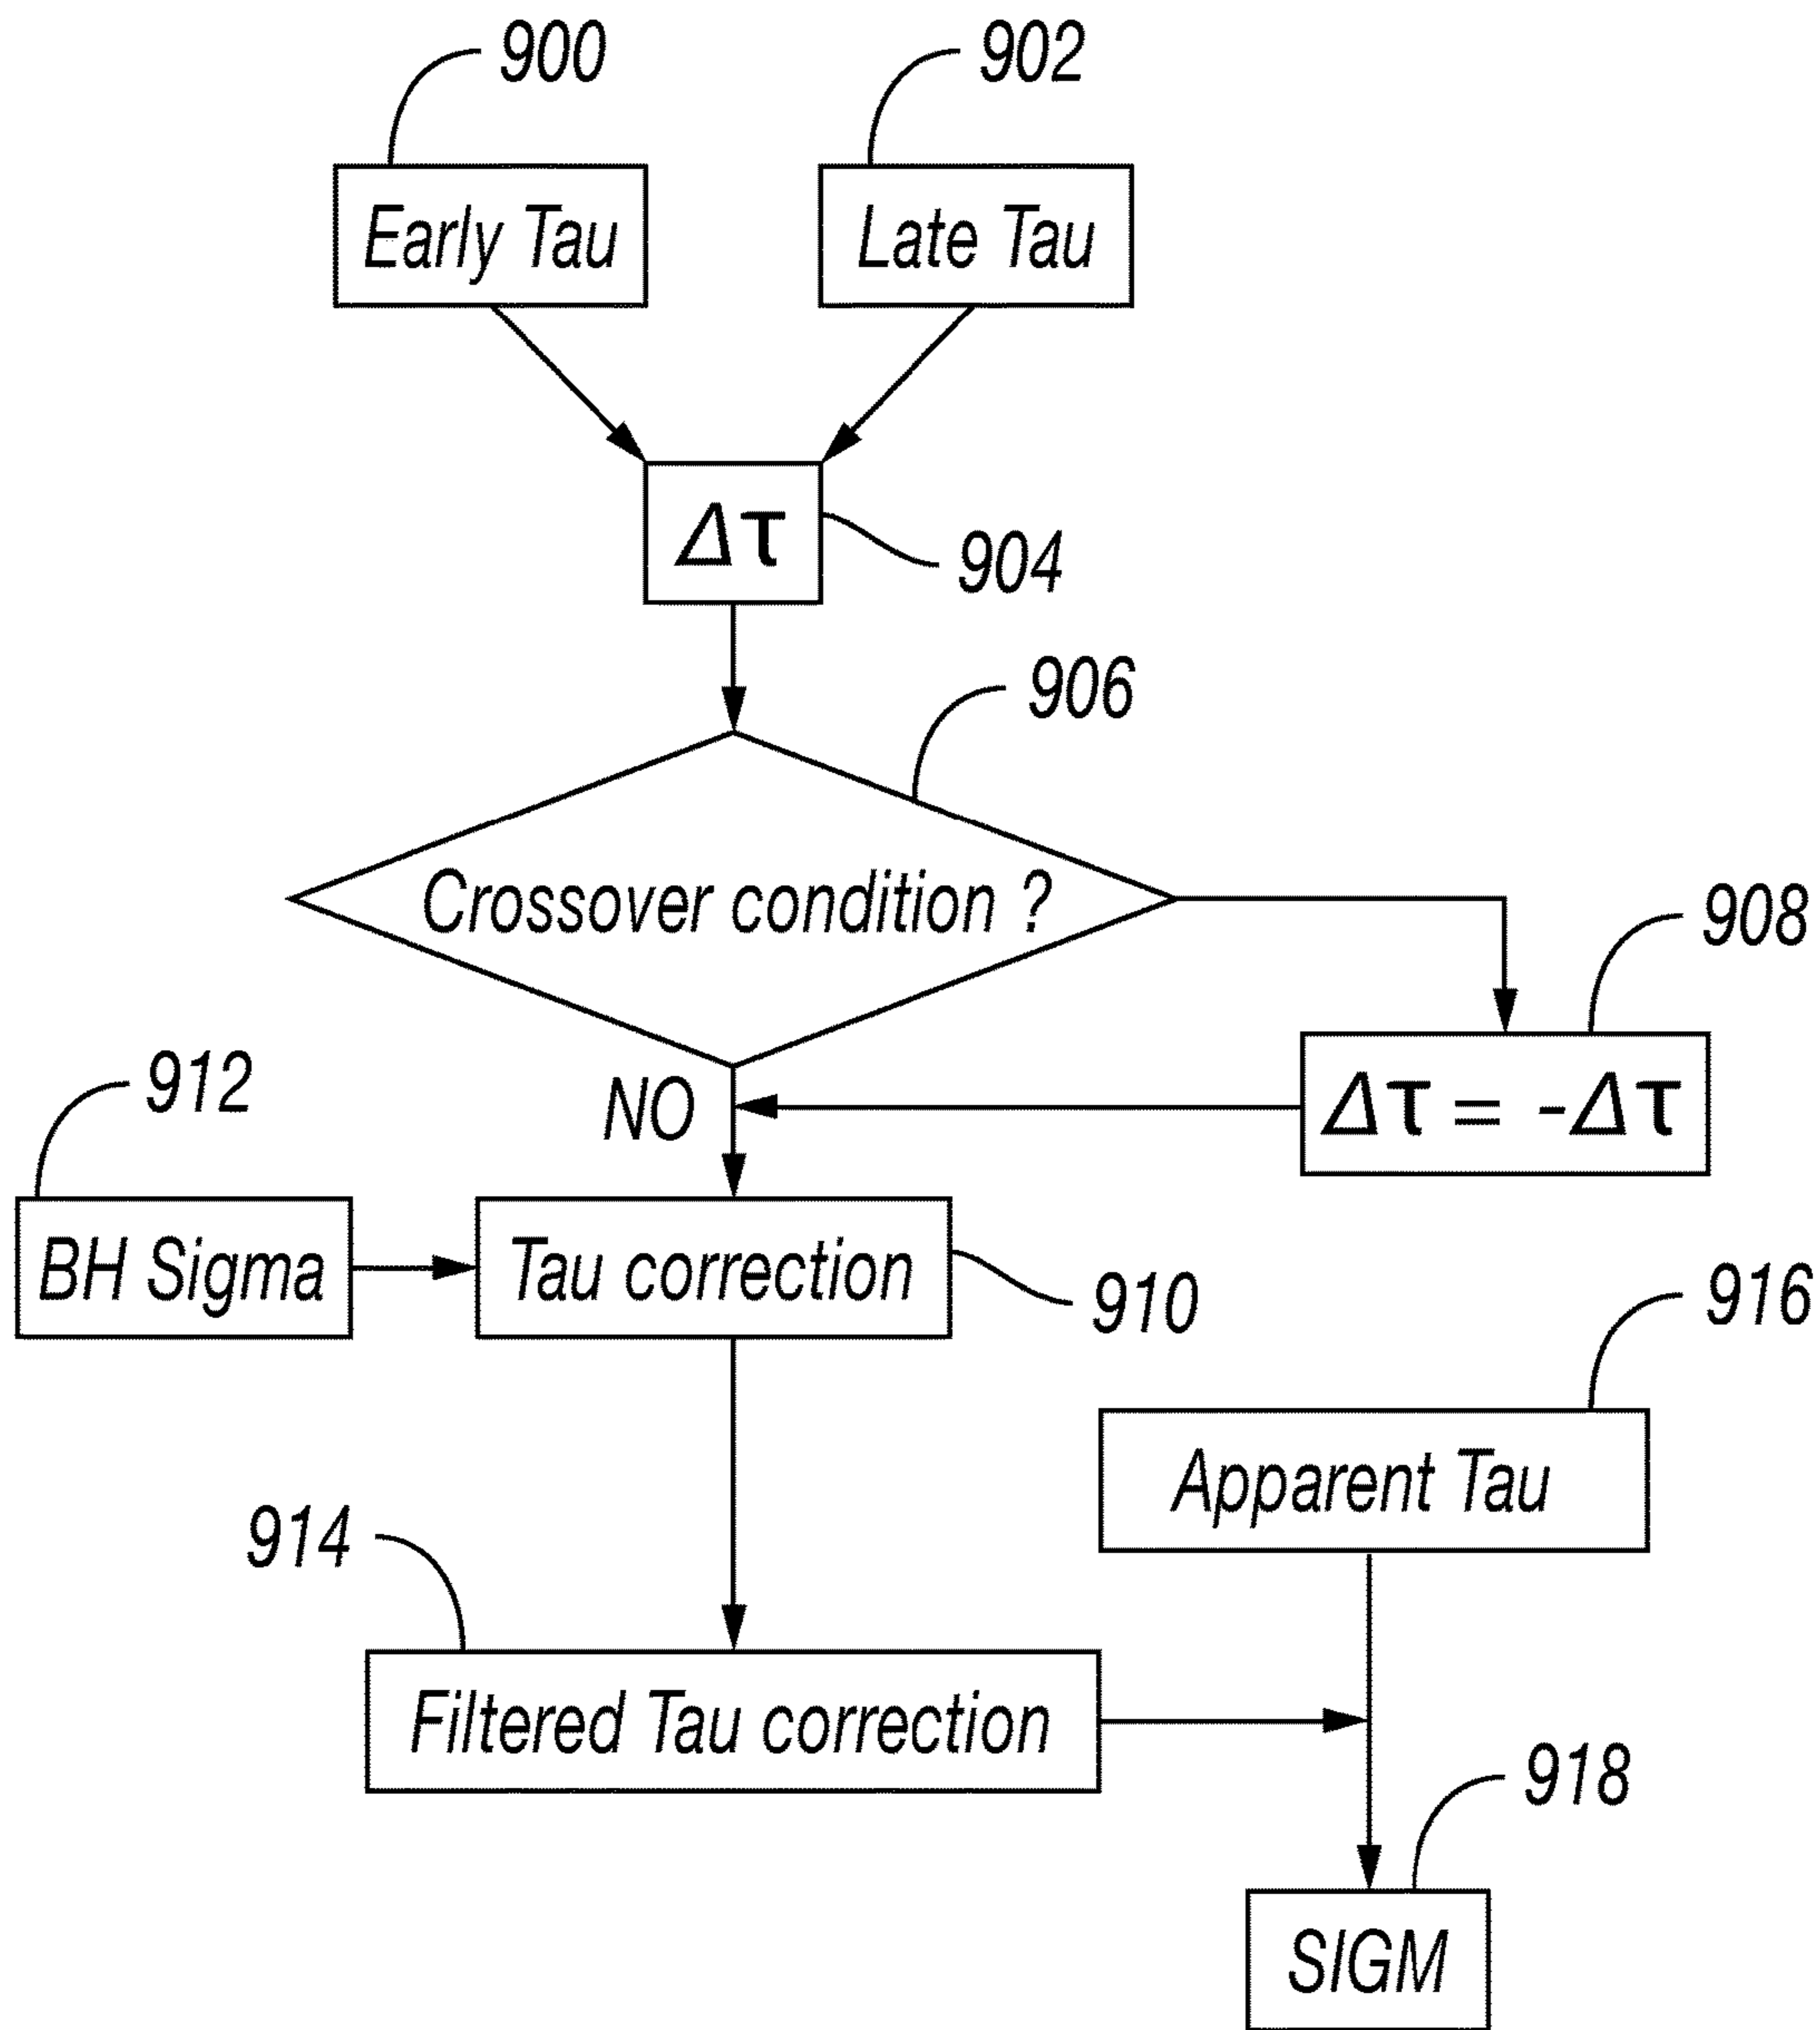 900
902
Early Tau
Late Tau
Δτ
904
906
Crossover condition ?
908
912
NO
Δτ = -Δτ
BH Sigma
Tau correction
910
916
Apparent Tau
914
Filtered Tau correction
918
SIGM